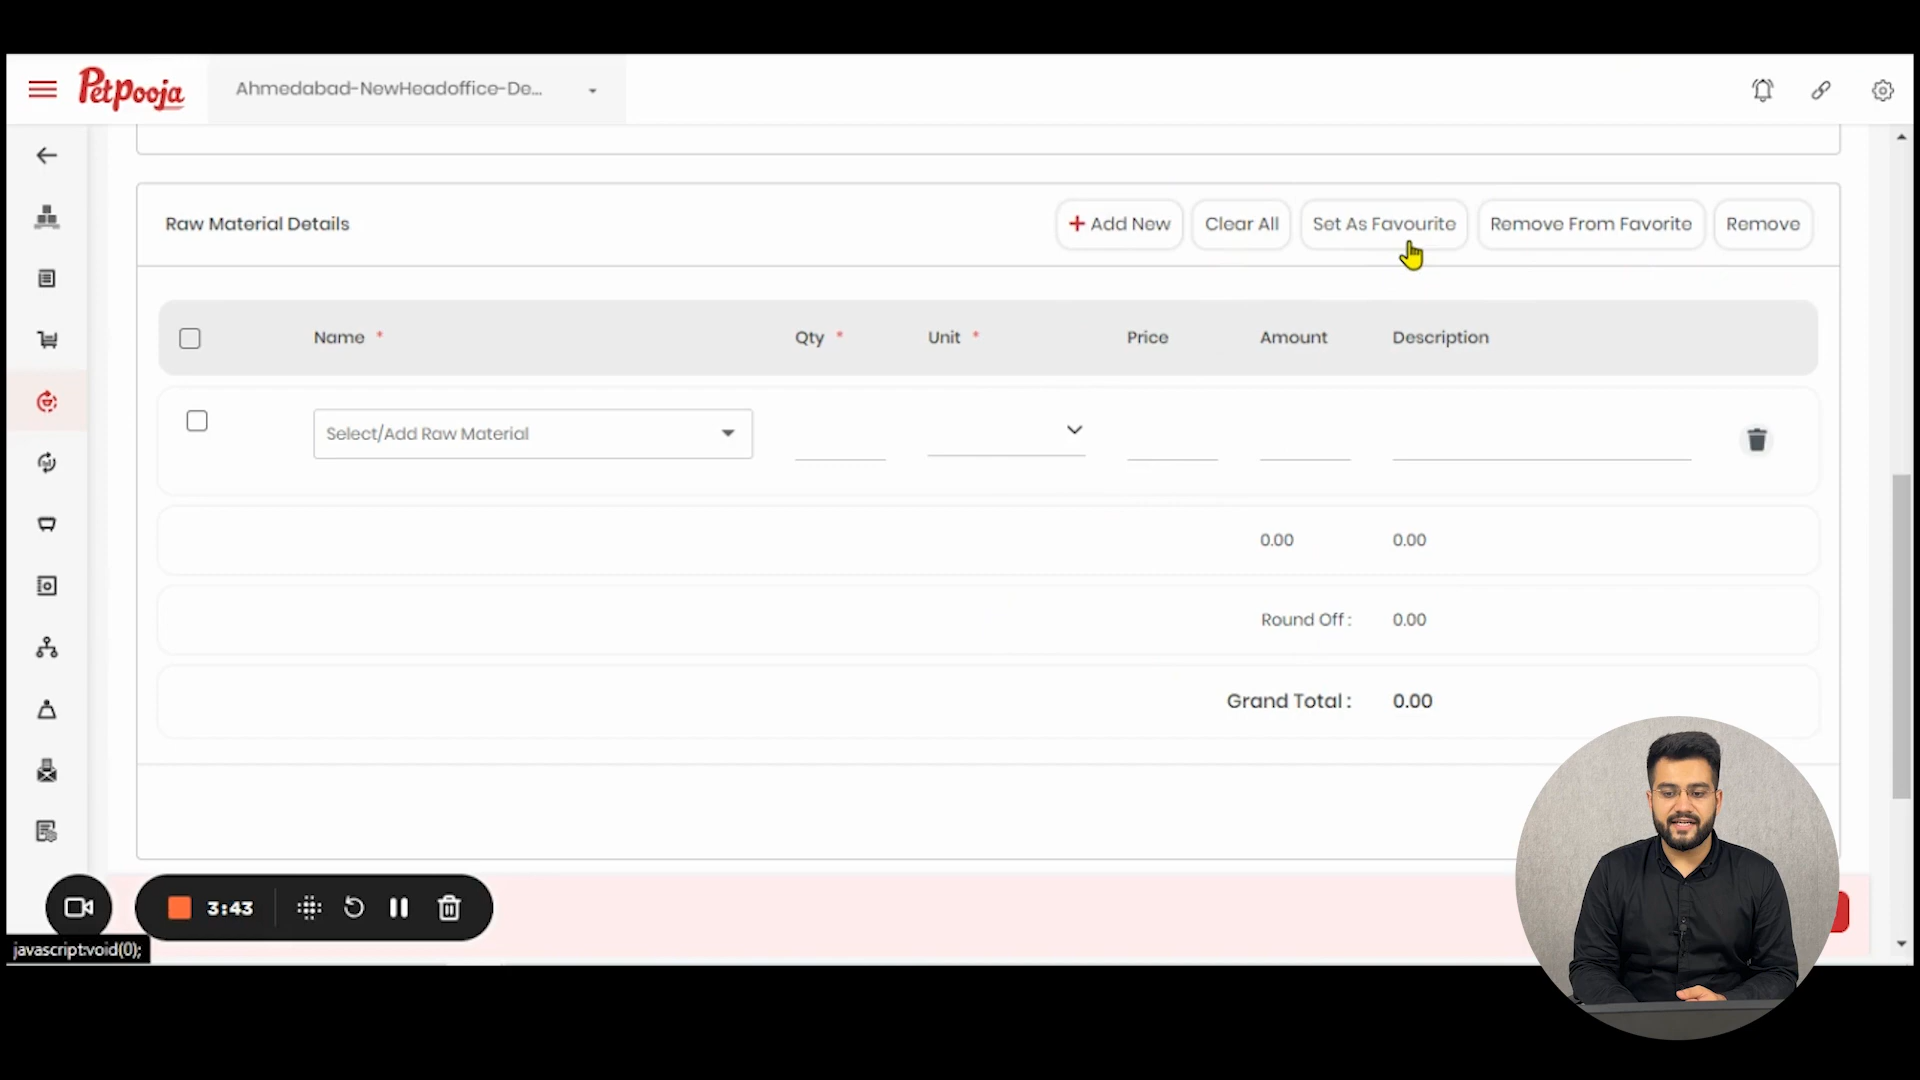 Petpooja
Ahmedabad-NewHeadoffice-De...
Raw Material Details
+ Add New
Clear All
Set As Favourite
Remove From Favorite
Remove
Name *
Qty *
Unit *
Price
Amount
Description
Select/Add Raw Material
0.00
0.00
Round Off :
0.00
Grand Total :
0.00
3:43
javascript:void(0);